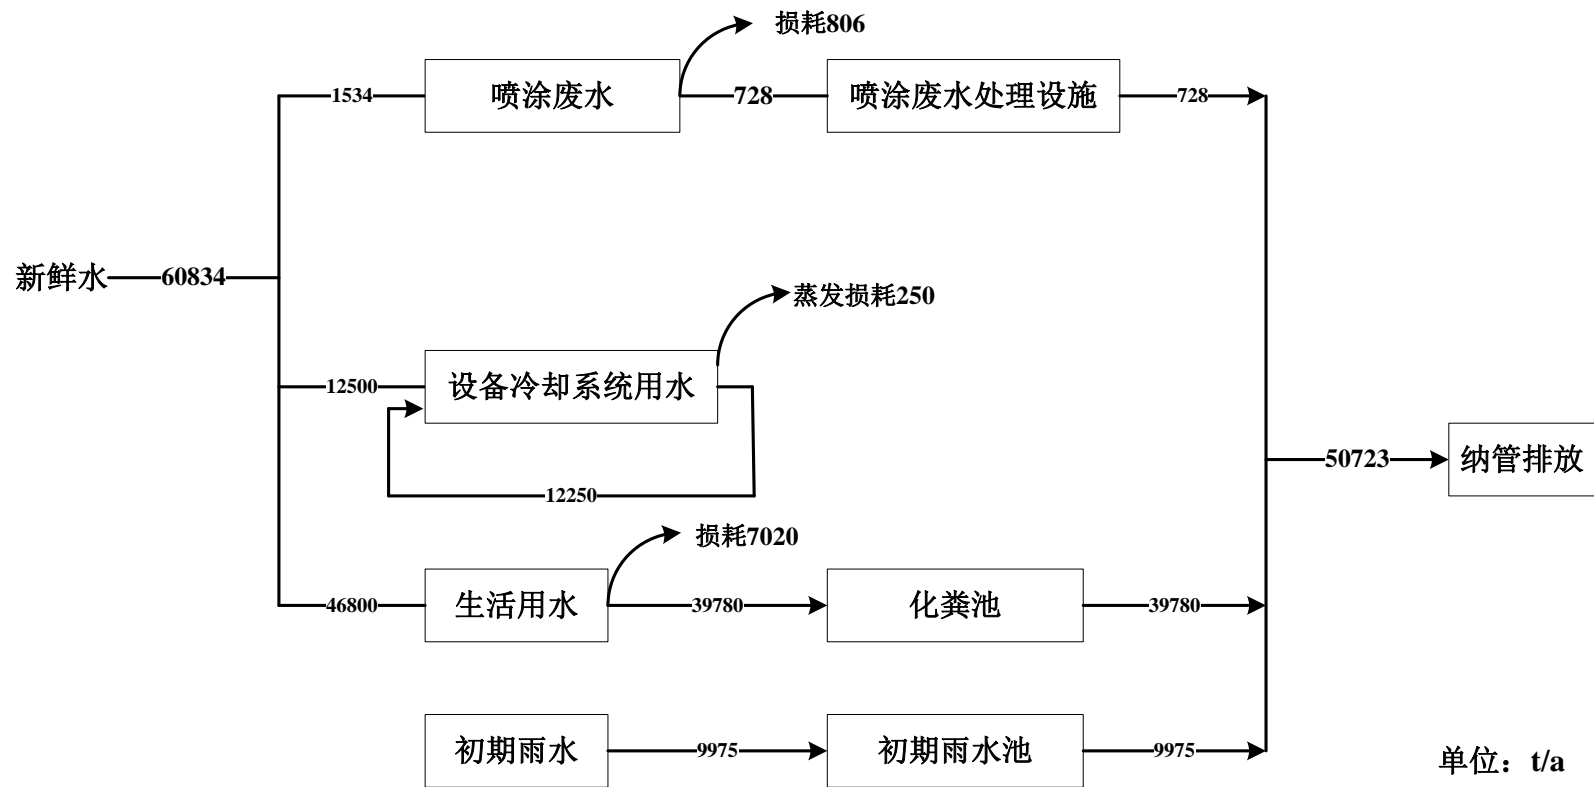 损耗806
1534
喷涂废水
728
喷涂废水处理设施
728
新鲜水
60834
蒸发损耗250
12500
设备冷却系统用水
12250
50723
纳管排放
损耗7020
46800
生活用水
39780
化粪池
39780
初期雨水
9975
初期雨水池
9975
单位：t/a